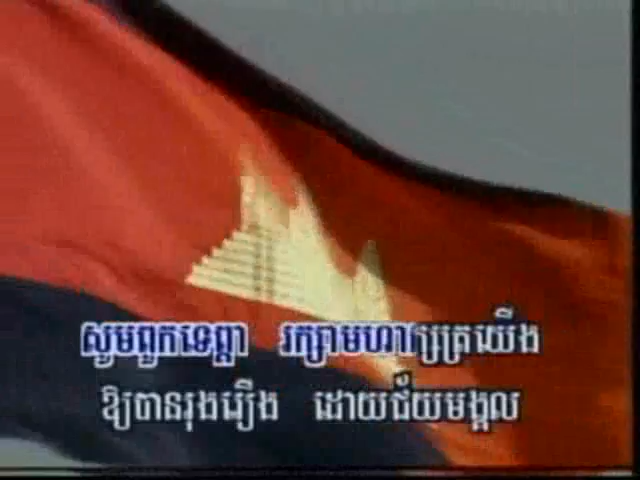 សូមពួកទេព្តា រក្សាមហាក្សត្រយើង
ឱ្យបានរុងរឿង ដោយជ័យមង្គល